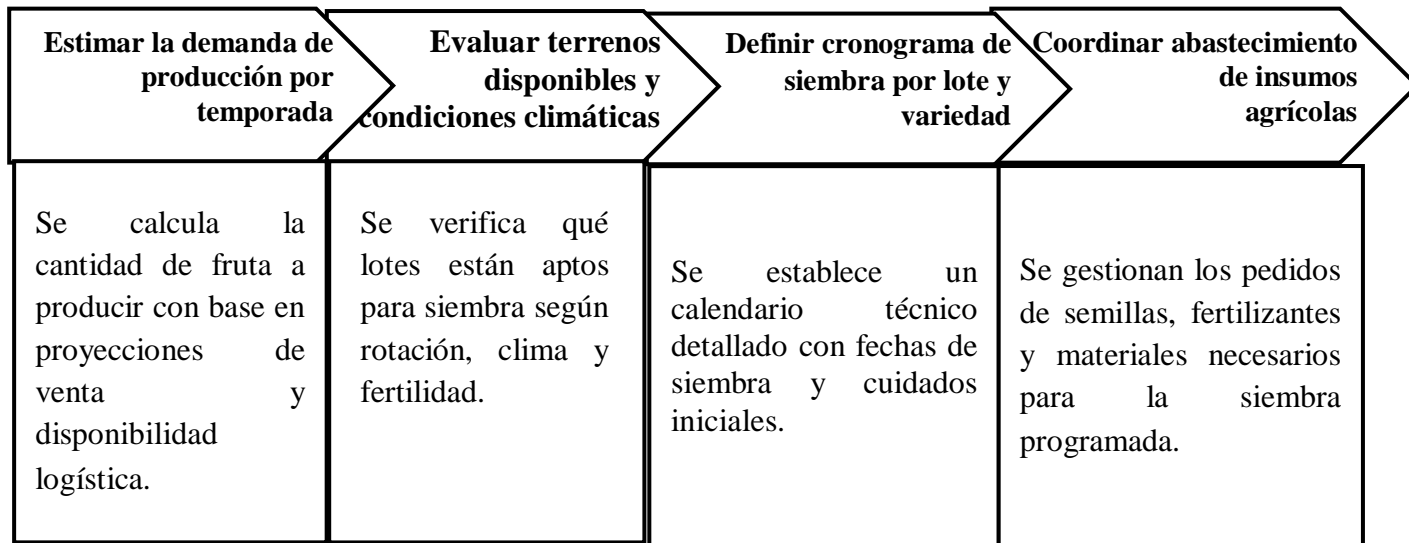 Estimar la demanda de
producción por
temporada
Evaluar terrenos
disponibles y
condiciones climáticas
Definir cronograma de
siembra por lote y
variedad
Coordinar abastecimiento
de insumos
agrícolas
Se calcula la
cantidad de fruta a
producir con base en
proyecciones de
venta y
disponibilidad
logística.
Se verifica qué
lotes están aptos
para siembra según
rotación, clima y
fertilidad.
Se establece un
calendario técnico
detallado con fechas de
siembra y cuidados
iniciales.
Se gestionan los pedidos
de semillas, fertilizantes
y materiales necesarios
para la siembra
programada.